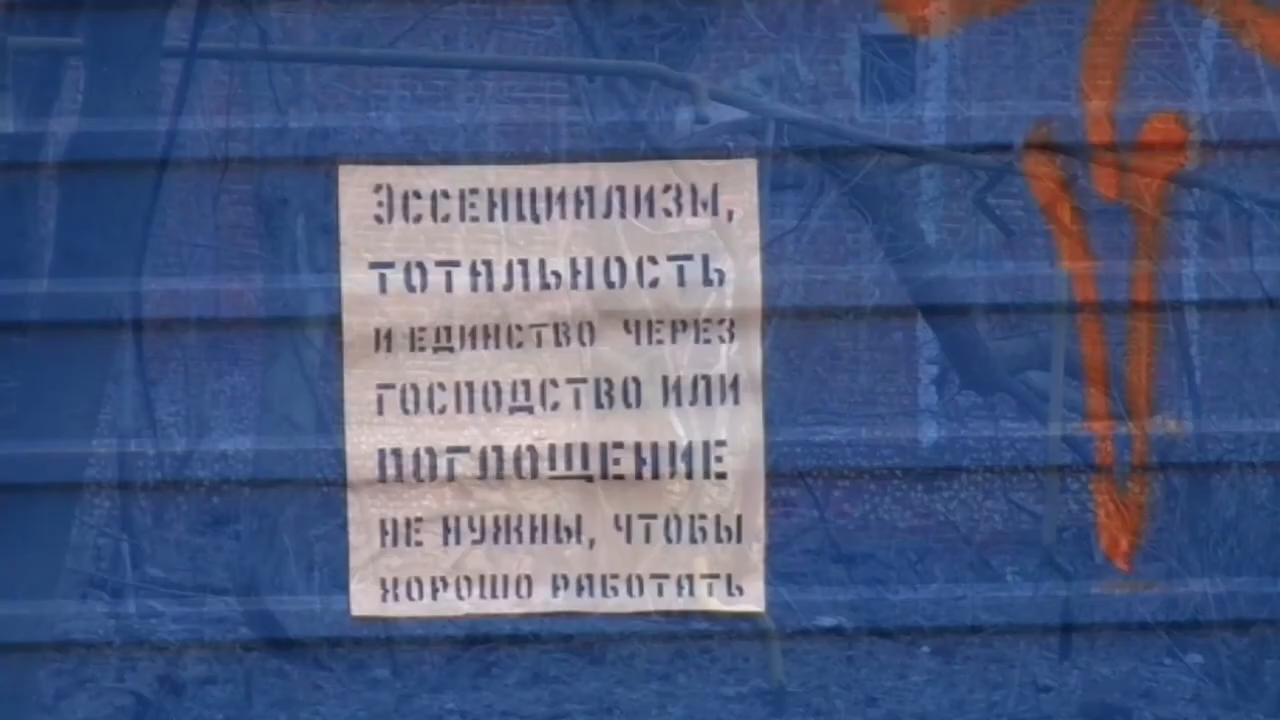 ЭССЕНЦИАЛИЗМ,
ТОТАЛЬНОСТЬ
И ЕДИНСТВО ЧЕРЕЗ
ГОСПОДСТВО ИЛИ
ПОГЛОЩЕНИЕ
НЕ НУЖНЫ, ЧТОБЫ
ХОРОШО РАБОТАТЬ